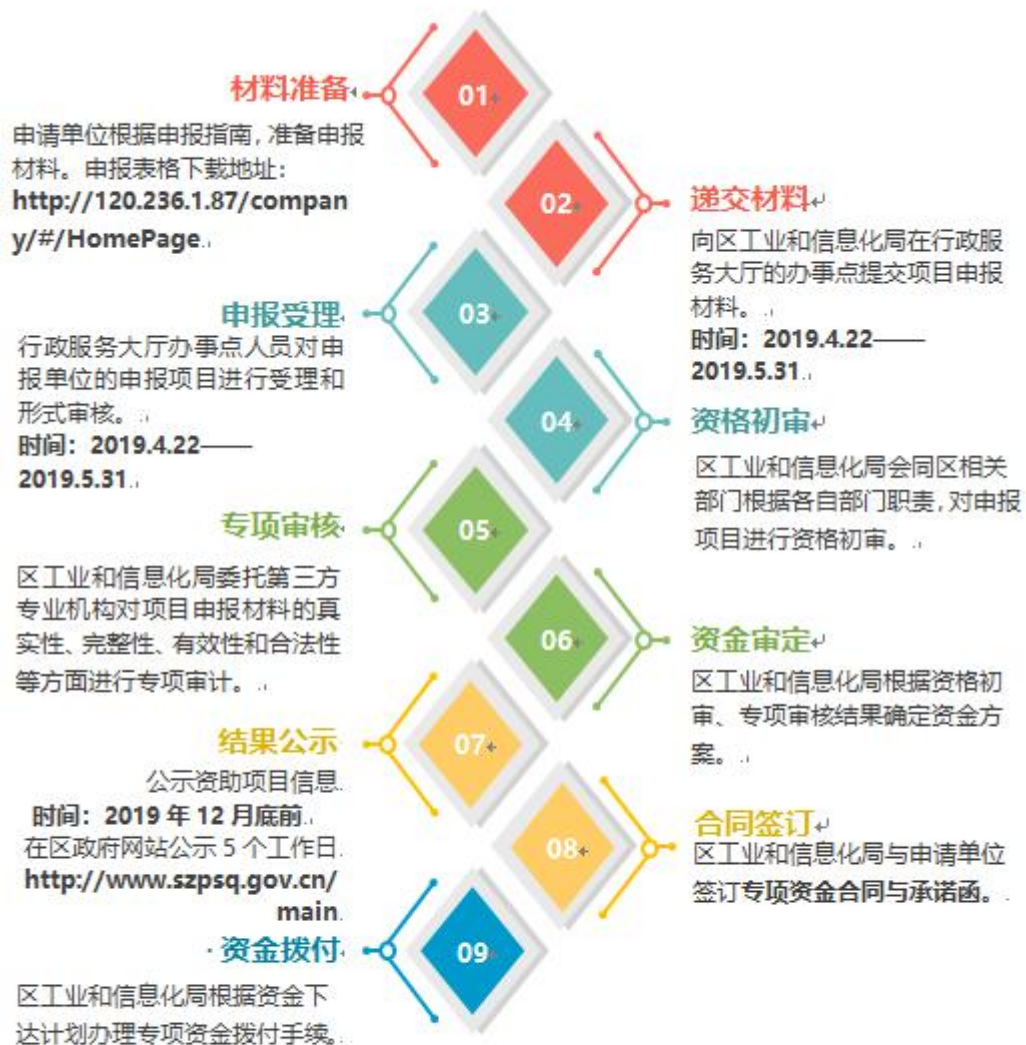 01
材料准备
申请单位根据申报指南,准备申报
材料。申报表格下载地址:
http://120.236.1.87/compan
y/#/HomePage
02
递交材料
向区工业和信息化局在行政服
务大厅的办事点提交项目申报
材料。
时间:2019.4.22——
2019.5.31
03
申报受理
行政服务大厅办事点人员对申
报单位的申报项目进行受理和
形式审核。
时间:2019.4.22——
2019.5.31
04
资格初审
区工业和信息化局会同区相关
部门根据各自部门职责,对申报
项目进行资格初审。
05
专项审核
区工业和信息化局委托第三方
专业机构对项目申报材料的真
实性、完整性、有效性和合法性
等方面进行专项审计。
06
资金审定
区工业和信息化局根据资格初
审、专项审核结果确定资金方
案。
07
结果公示
公示资助项目信息
时间:2019 年 12 月底前
在区政府网站公示 5 个工作日
http://www.szpsq.gov.cn/
main
08
合同签订
区工业和信息化局与申请单位
签订专项资金合同与承诺函。
09
资金拨付
区工业和信息化局根据资金下
达计划办理专项资金拨付手续。